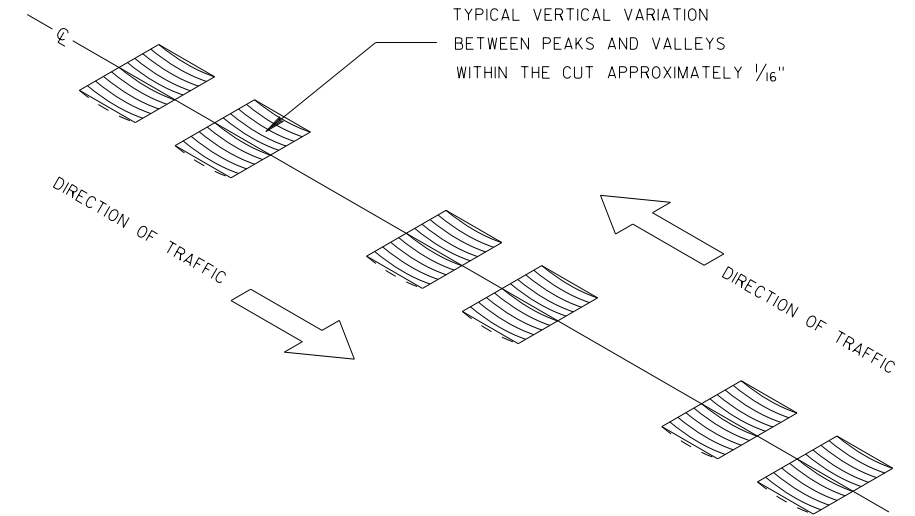 ℄
TYPICAL VERTICAL VARIATION
BETWEEN PEAKS AND VALLEYS
WITHIN THE CUT APPROXIMATELY 1/16"
DIRECTION OF TRAFFIC
DIRECTION OF TRAFFIC